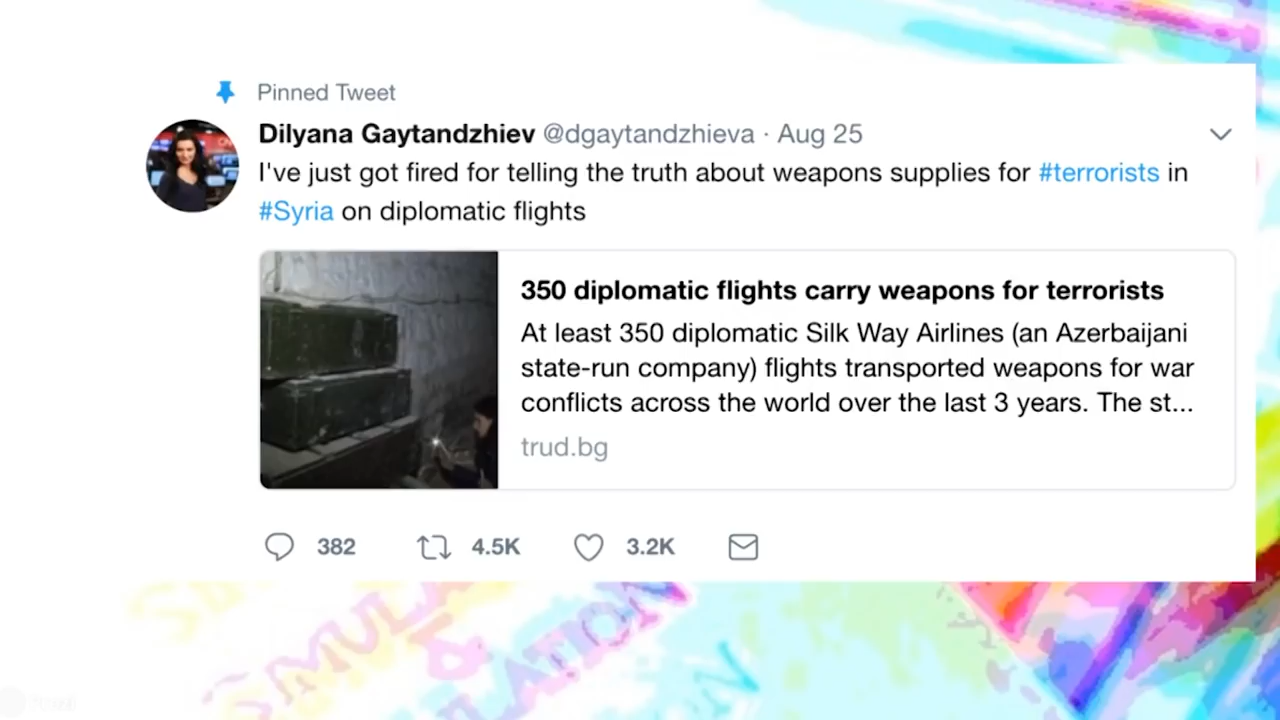 Pinned Tweet
Dilyana Gaytandzhiev @dgaytandzhieva · Aug 25
I've just got fired for telling the truth about weapons supplies for #terrorists in
#Syria on diplomatic flights
350 diplomatic flights carry weapons for terrorists
At least 350 diplomatic Silk Way Airlines (an Azerbaijani
state-run company) flights transported weapons for war
conflicts across the world over the last 3 years. The st...
trud.bg
382 4.5K 3.2K